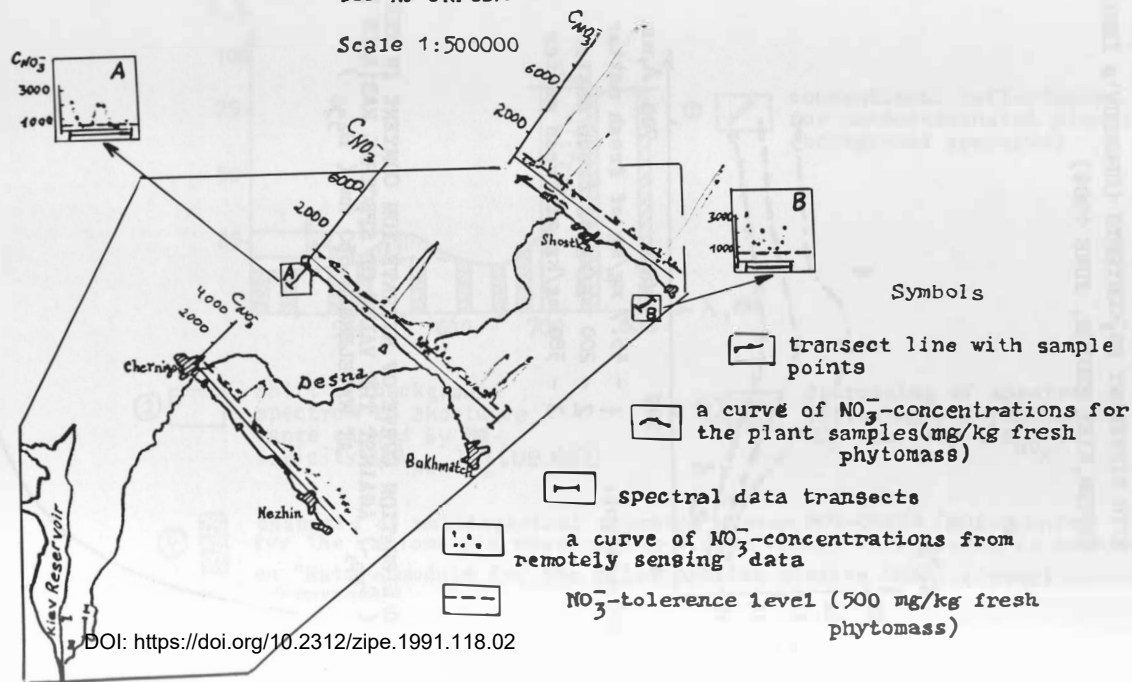 Scale 1:500000
C NO₃⁻
6000
2000
C NO₃⁻
3000
1000
A
C NO₃⁻
6000
2000
A
B
3000
1000
Shostka
B
C NO₃⁻
4000
2000
Desna
Bakhmatch
Nezhin
Kiev Reservoir
Symbols
transect line with sample
points
a curve of NO₃⁻-concentrations for
the plant samples(mg/kg fresh
phytomass)
spectral data transects
a curve of NO₃⁻-concentrations from
remotely sensing data
NO₃⁻-tolerence level (500 mg/kg fresh
phytomass)
DOI: https://doi.org/10.2312/zipe.1991.118.02